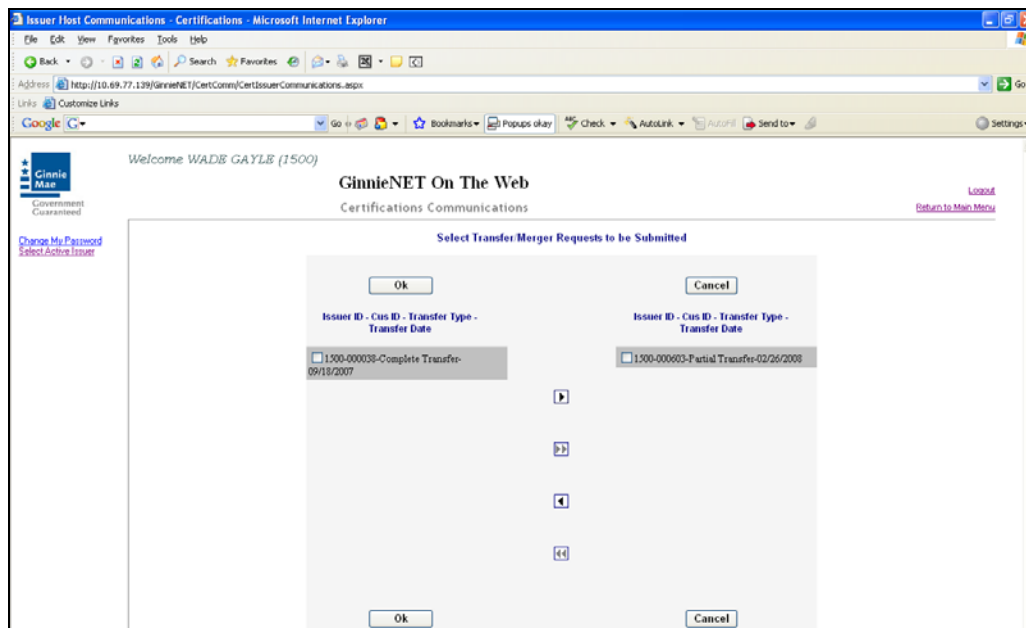 Issuer Host Communications - Certifications - Microsoft Internet Explorer
File Edit View Favorites Tools Help
Back Search Favorites
Address http://10.69.77.139/GinnieNET/CertComm/CertIssuerCommunications.aspx Go
Links Customize Links
Google G Go Bookmarks Popups okay ABC Check AutoLink AutoFill Send to Settings
Welcome WADE GAYLE (1500)
Ginnie
Mae
Government
Guaranteed
GinnieNET On The Web
Certifications Communications
Logout
Return to Main Menu
Change My Password
Select Active Issuer
Select Transfer/Merger Requests to be Submitted
Ok Cancel
Issuer ID - Cus ID - Transfer Type -
Transfer Date
Issuer ID - Cus ID - Transfer Type -
Transfer Date
1500-000038-Complete Transfer-
09/18/2007
1500-000603-Partial Transfer-02/26/2008
Ok Cancel